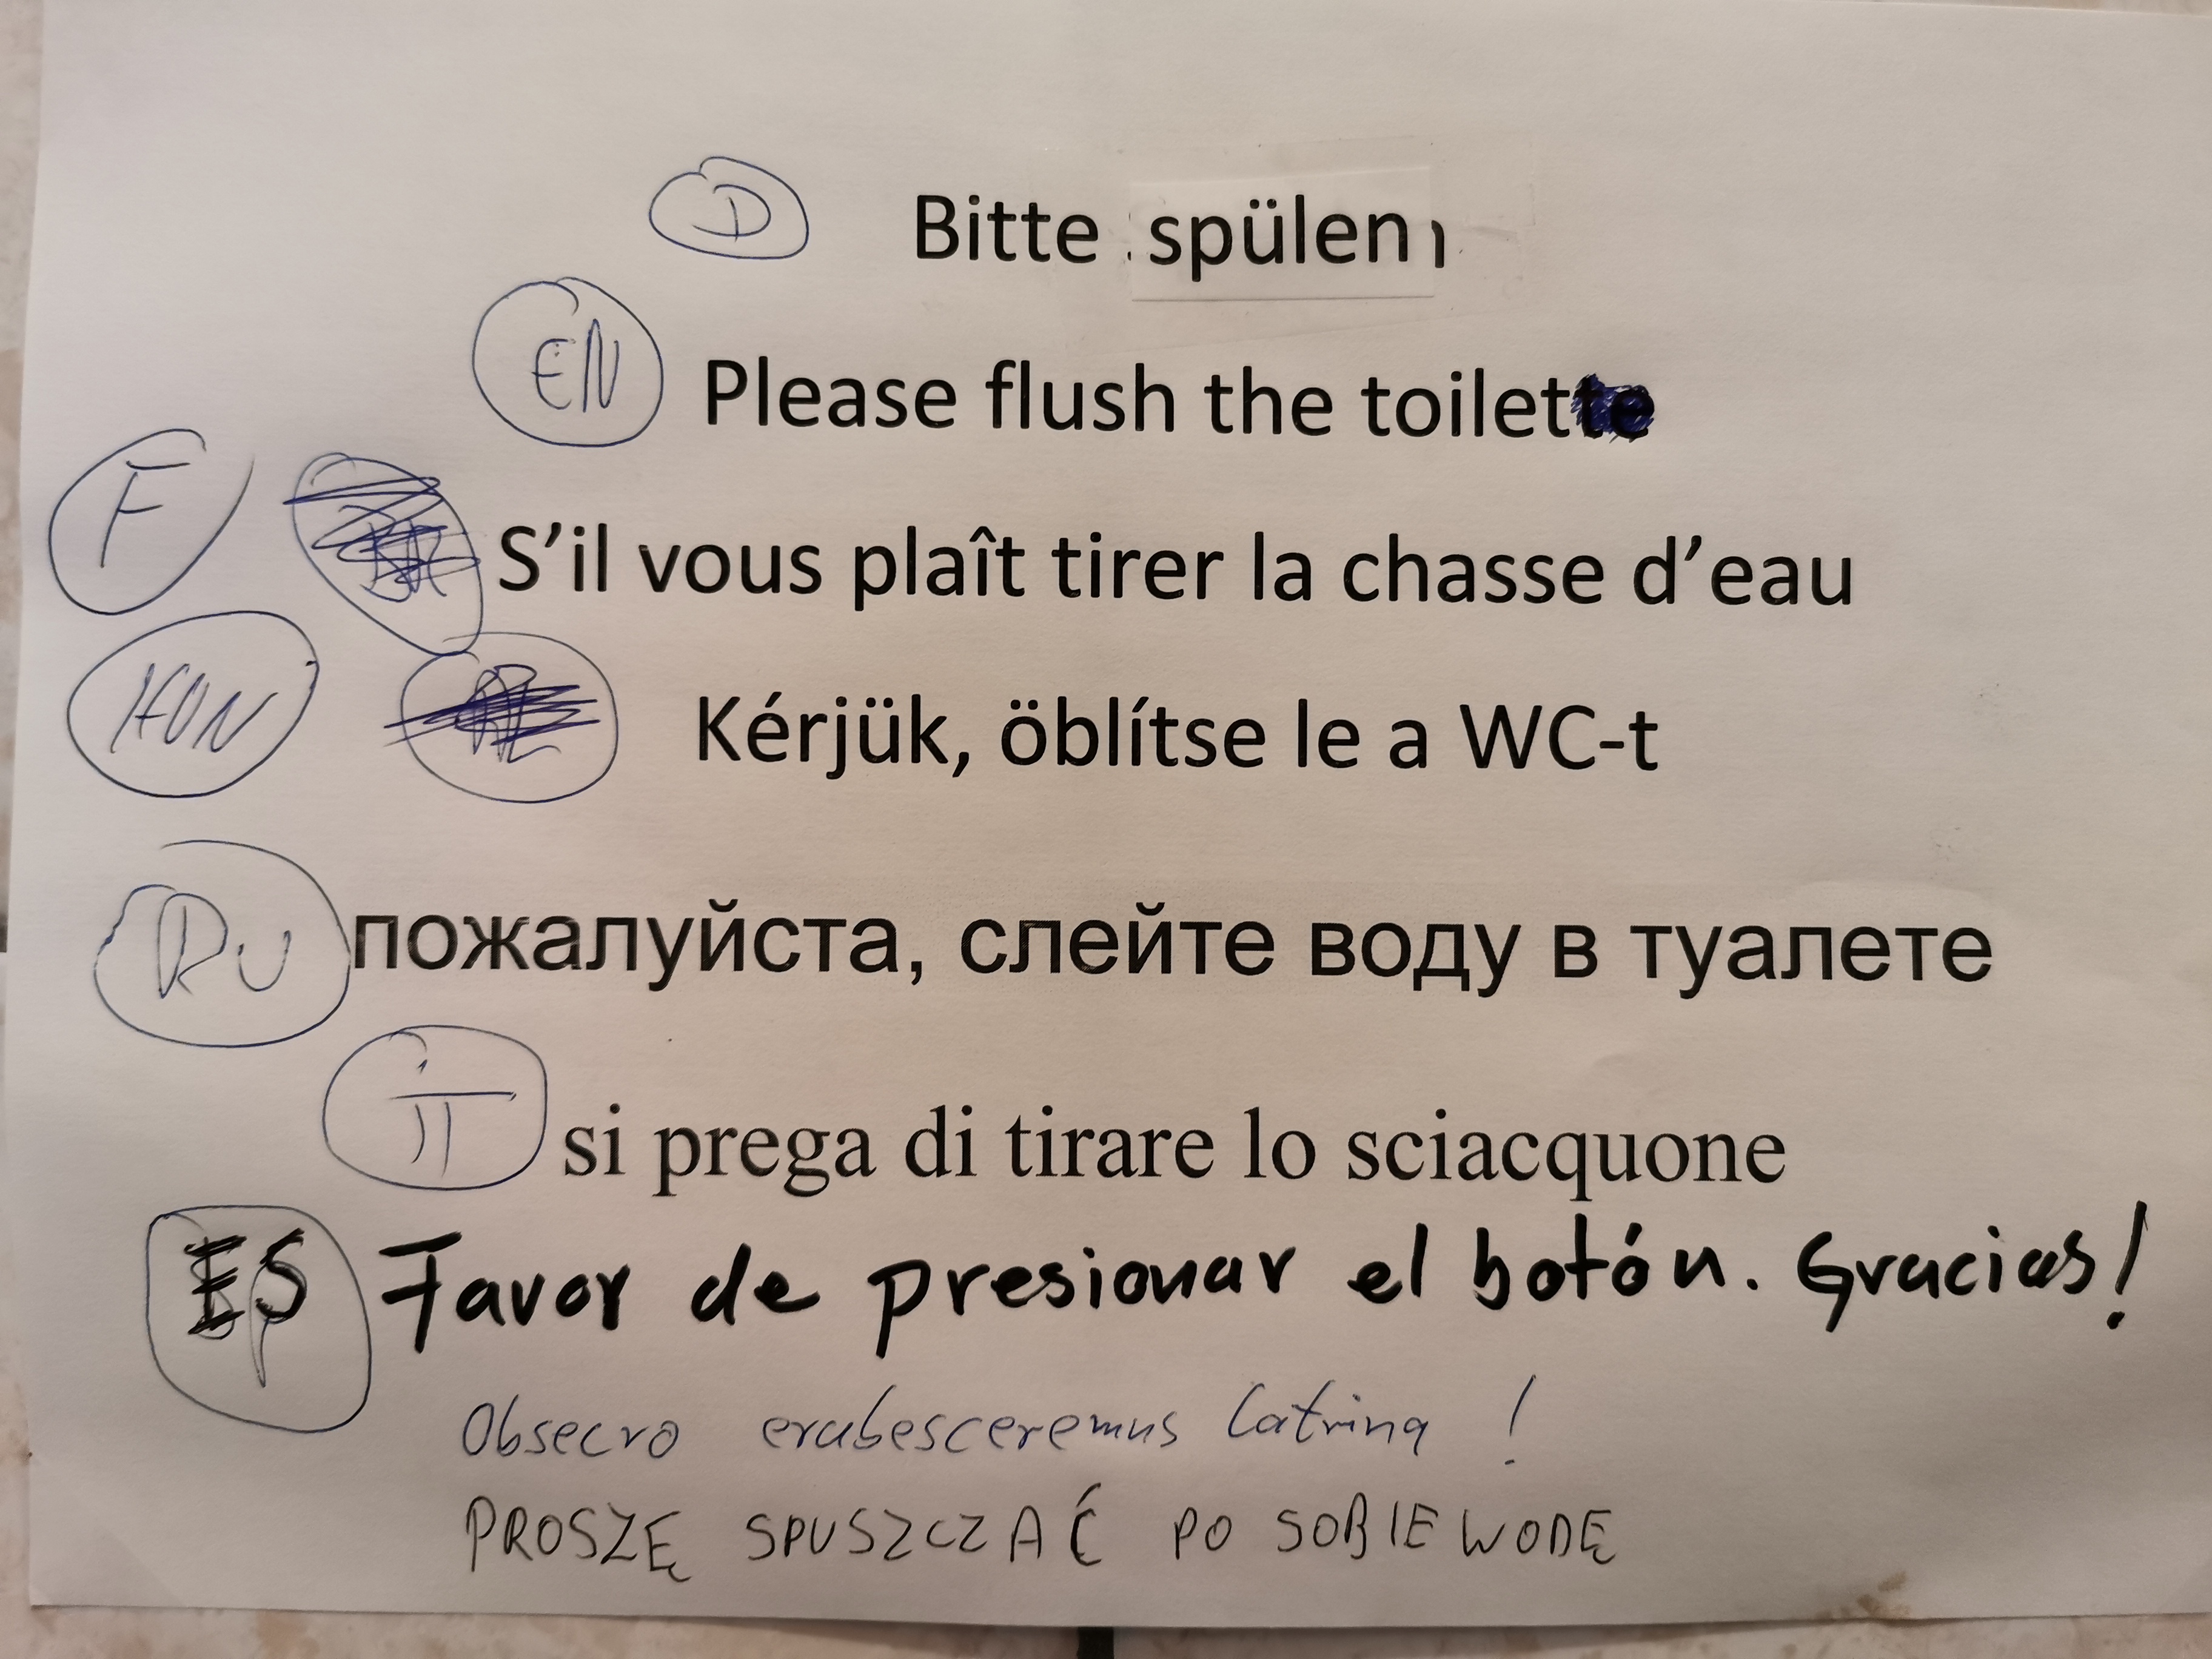 D Bitte spülen
EN Please flush the toilet
F S'il vous plaît tirer la chasse d'eau
HUN Kérjük, öblítse le a WC-t
RU пожалуйста, слейте воду в туалете
iT si prega di tirare lo sciacquone
ES Favor de presionar el botón. Gracias!
Obsecro erubesceremus latrina !
PROSZĘ SPUSZCZAĆ PO SOBIE WODĘ